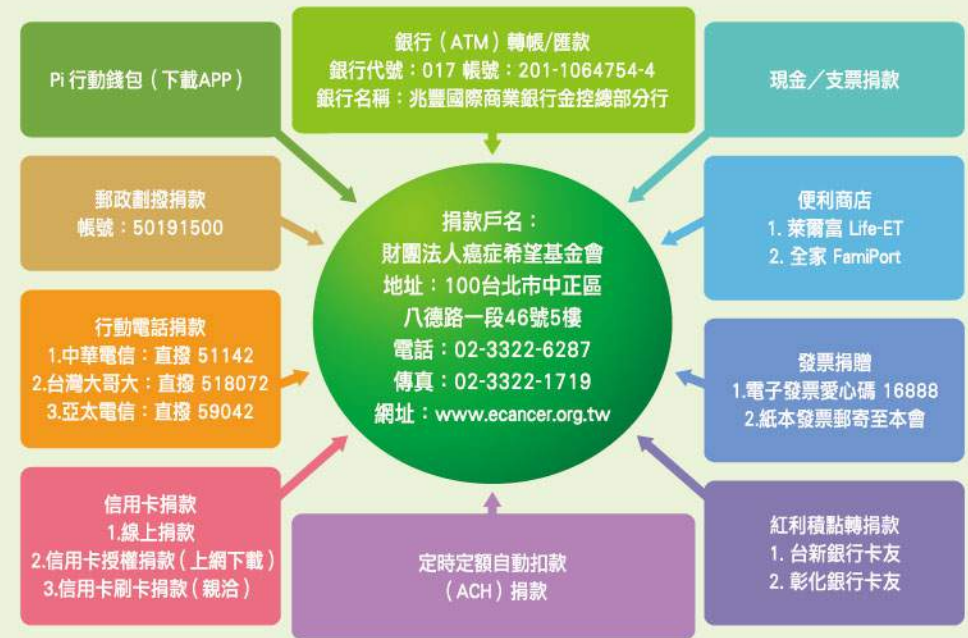 Pi 行動錢包（下載APP）
銀行（ATM）轉帳/匯款
銀行代號：017 帳號：201-1064754-4
銀行名稱：兆豐國際商業銀行金控總部分行
現金／支票捐款
郵政劃撥捐款
帳號：50191500
捐款戶名：
財團法人癌症希望基金會
地址：100台北市中正區
八德路一段46號5樓
電話：02-3322-6287
傳真：02-3322-1719
網址：www.ecancer.org.tw
便利商店
1. 萊爾富 Life-ET
2. 全家 FamiPort
行動電話捐款
1.中華電信：直撥 51142
2.台灣大哥大：直撥 518072
3.亞太電信：直撥 59042
發票捐贈
1.電子發票愛心碼 16888
2.紙本發票郵寄至本會
信用卡捐款
1.線上捐款
2.信用卡授權捐款（上網下載）
3.信用卡刷卡捐款（親洽）
定時定額自動扣款
（ACH）捐款
紅利積點轉捐款
1. 台新銀行卡友
2. 彰化銀行卡友